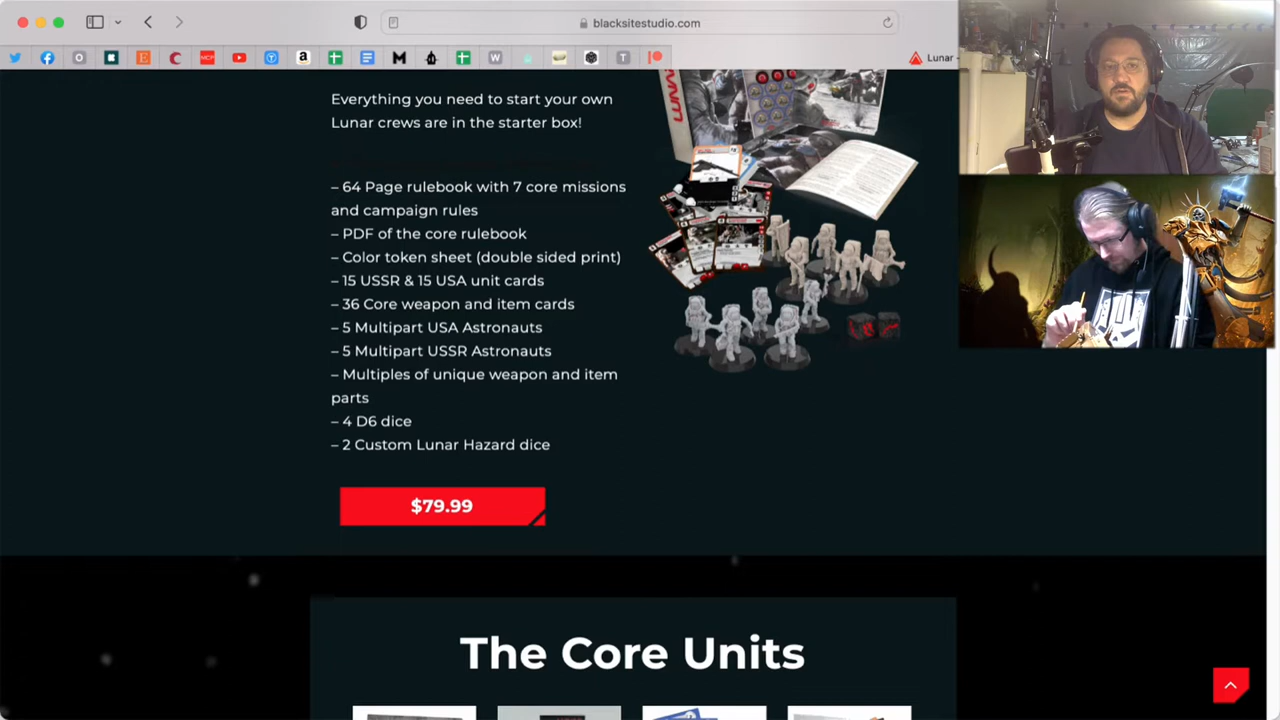 blacksitestudio.com
Lunar -
Everything you need to start your own
Lunar crews are in the starter box!
– 64 Page rulebook with 7 core missions
and campaign rules
– PDF of the core rulebook
– Color token sheet (double sided print)
– 15 USSR & 15 USA unit cards
– 36 Core weapon and item cards
– 5 Multipart USA Astronauts
– 5 Multipart USSR Astronauts
– Multiples of unique weapon and item
parts
– 4 D6 dice
– 2 Custom Lunar Hazard dice
$79.99
The Core Units